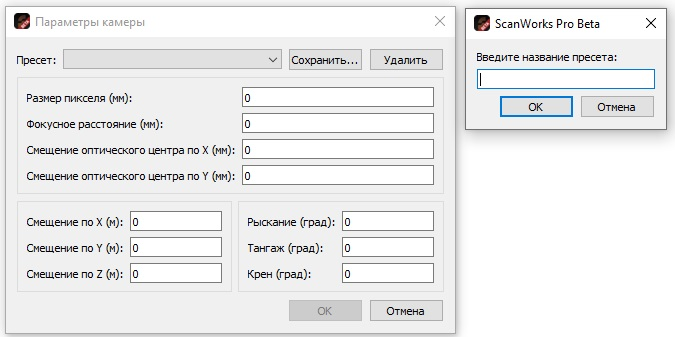 Параметры камеры
Пресет: Сохранить... Удалить
Размер пикселя (мм): 0
Фокусное расстояние (мм): 0
Смещение оптического центра по X (мм): 0
Смещение оптического центра по Y (мм): 0
Смещение по X (м): 0
Смещение по Y (м): 0
Смещение по Z (м): 0
Рыскание (град): 0
Тангаж (град): 0
Крен (град): 0
OK Отмена
ScanWorks Pro Beta
Введите название пресета:
OK Отмена